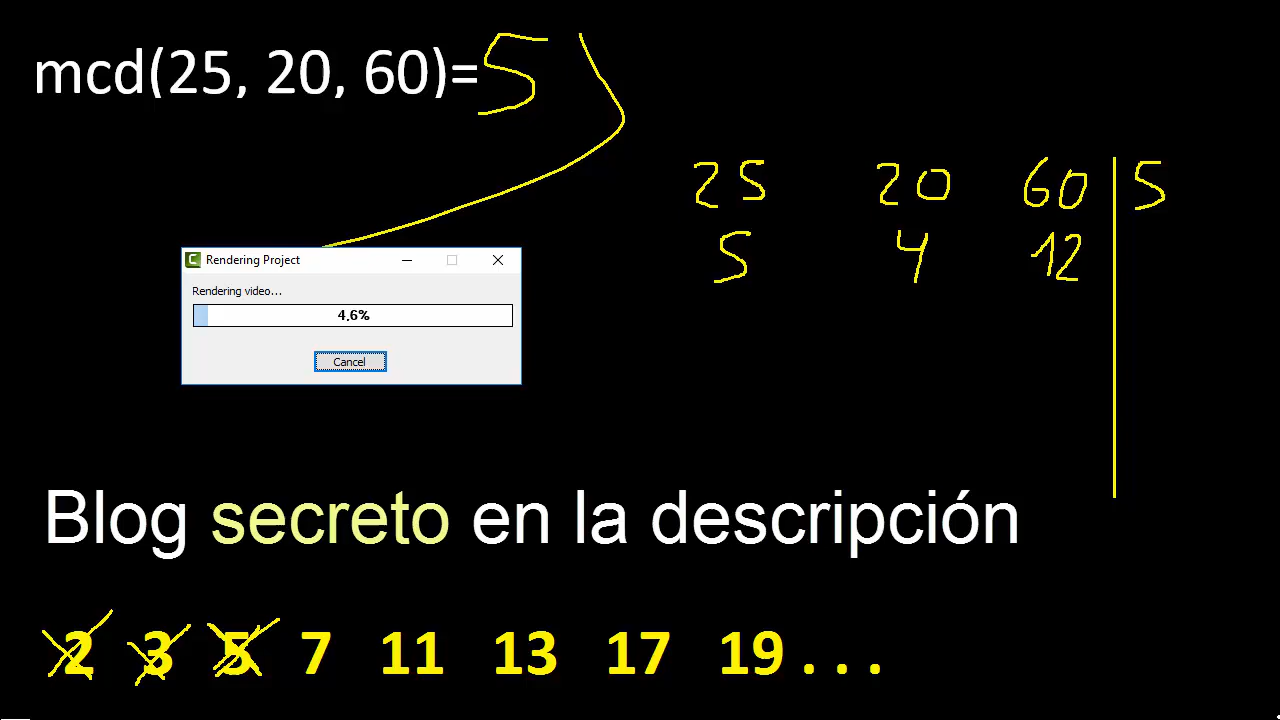 mcd(25, 20, 60)=5
25 20 60 5
5 4 12
Rendering Project
Rendering video...
4,6%
Cancel
Blog secreto en la descripción
2 3 5 7 11 13 17 19 . . .